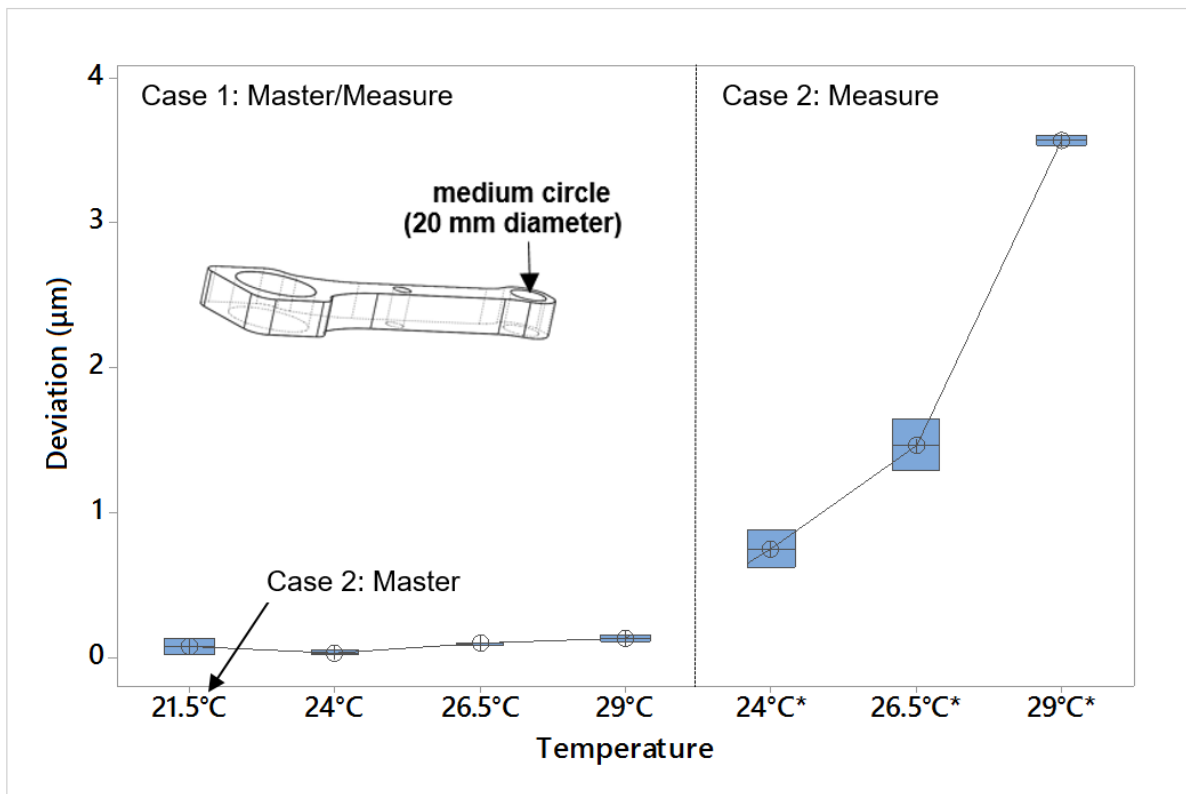 Case 1: Master/Measure
Case 2: Measure
medium circle
(20 mm diameter)
Case 2: Master
Deviation (µm)
4
3
2
1
0
21.5°C 24°C 26.5°C 29°C 24°C* 26.5°C* 29°C*
Temperature